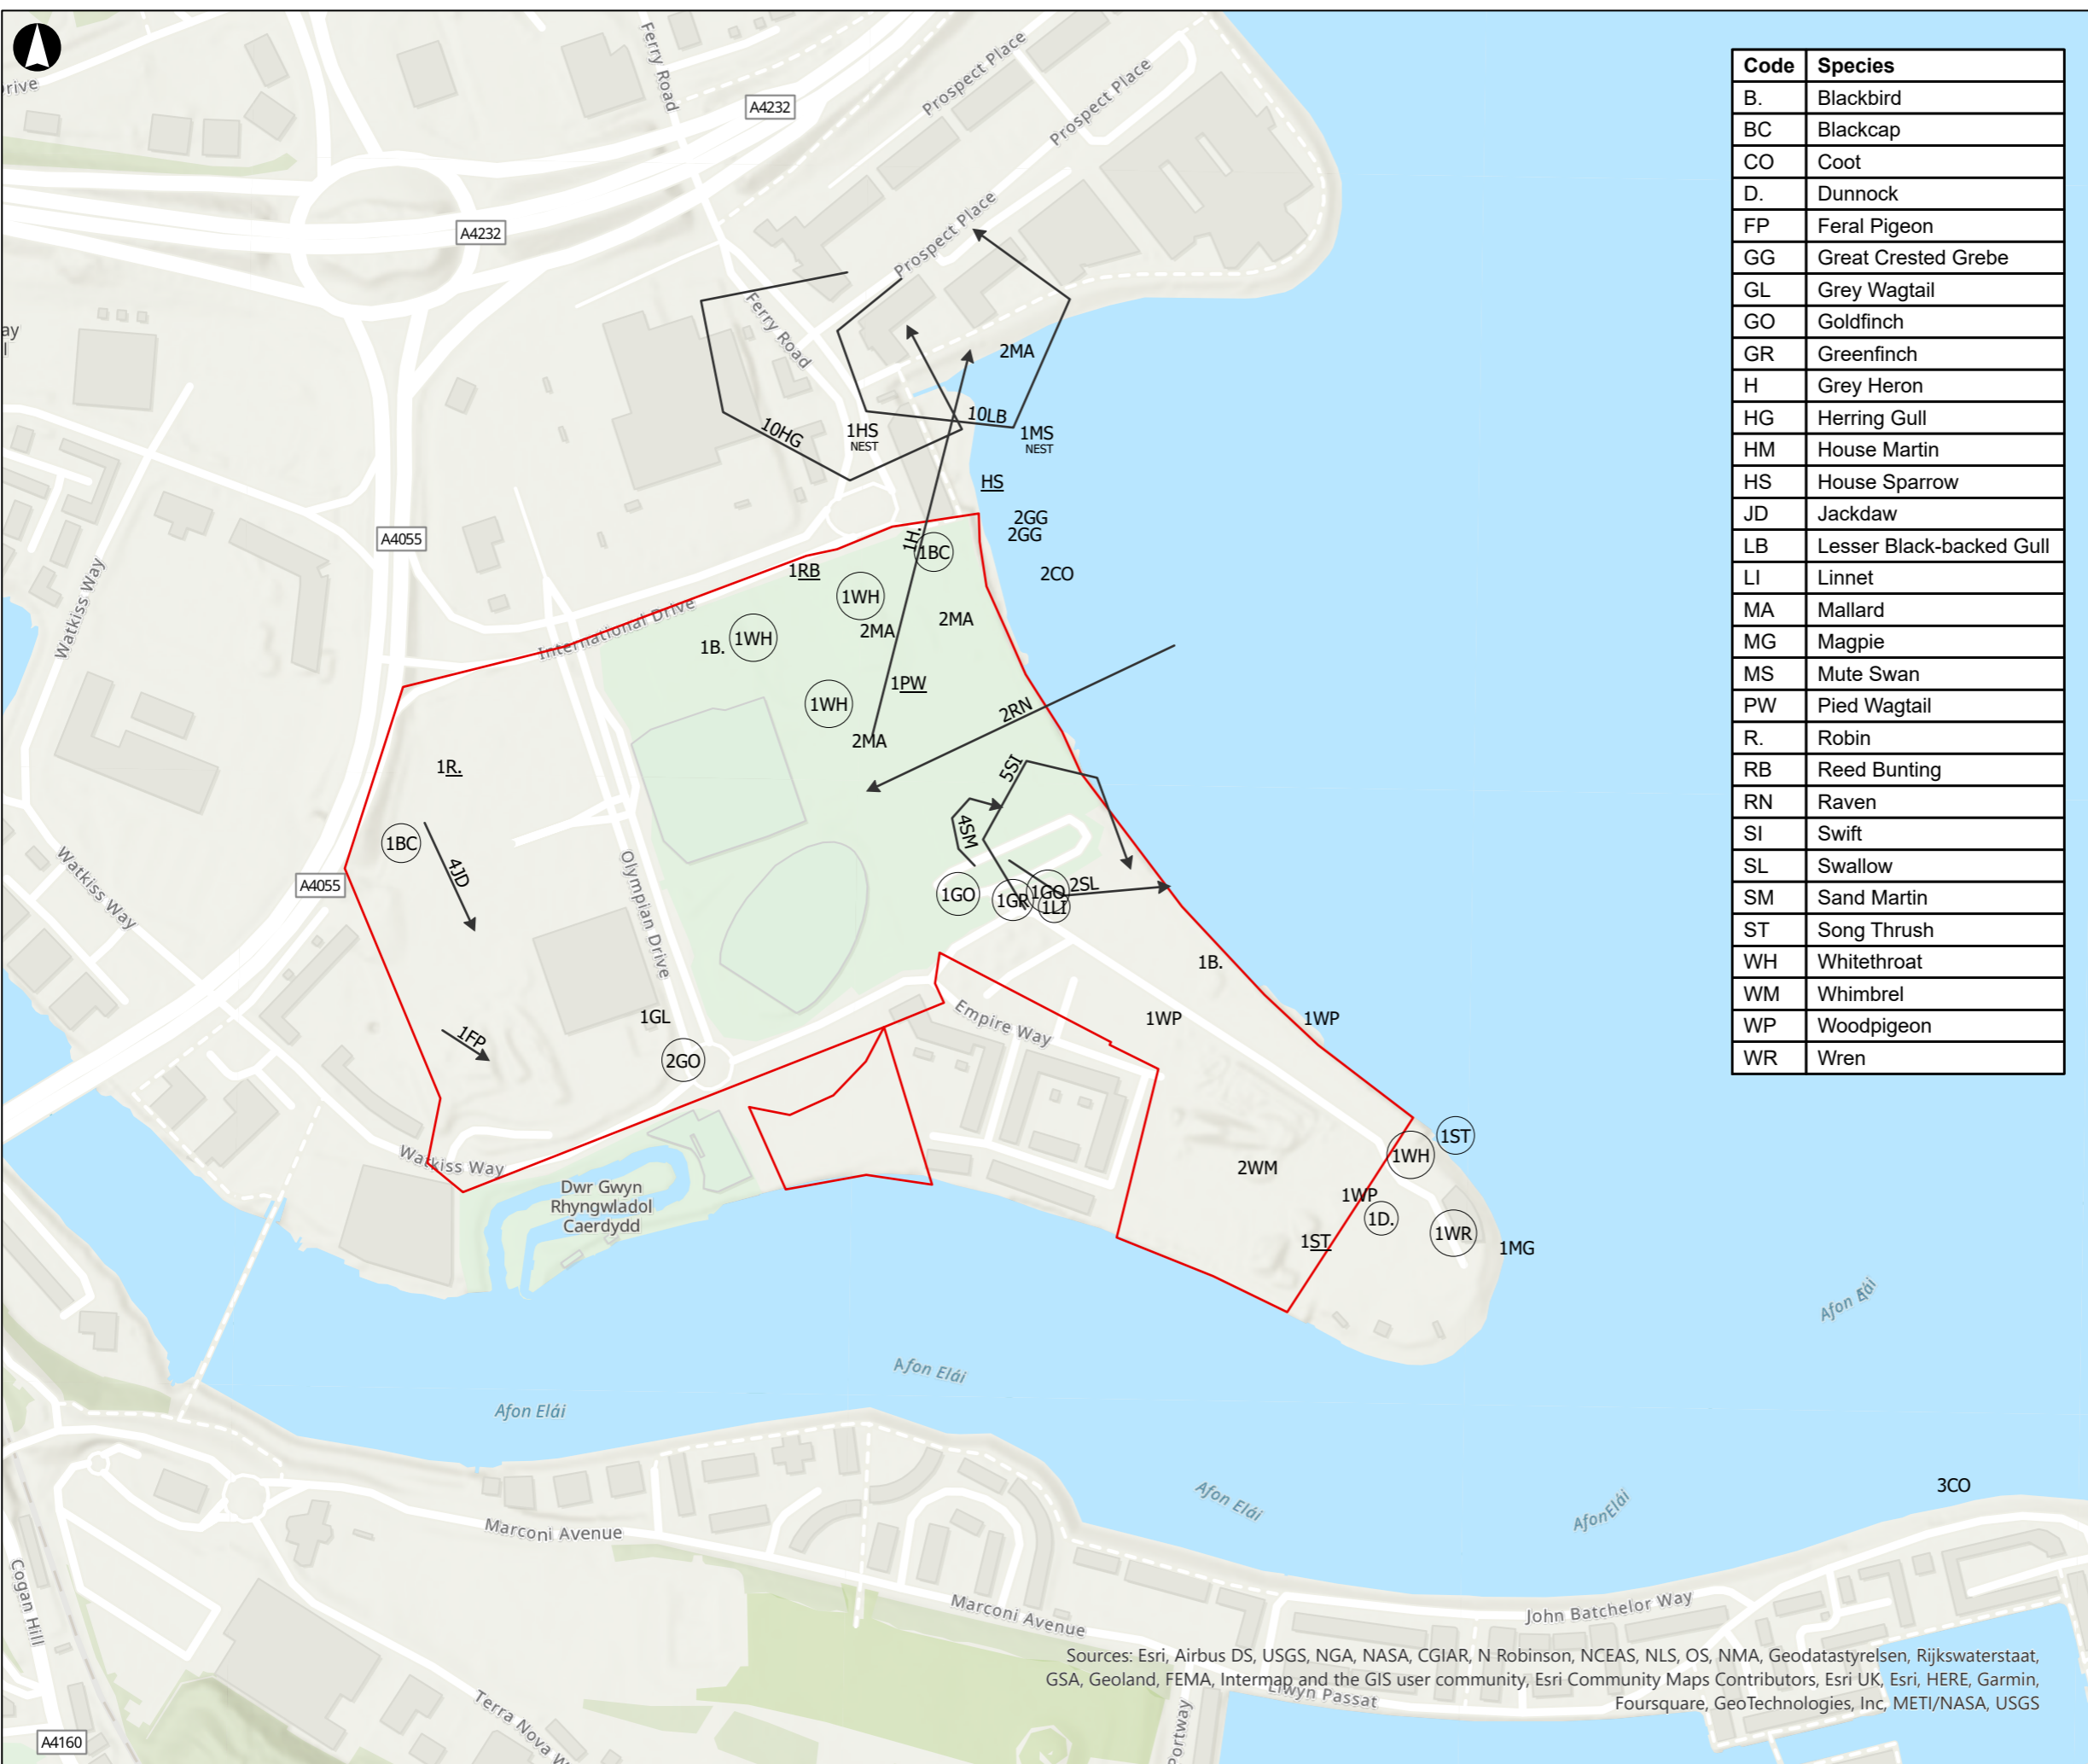 Code Species
B. Blackbird
BC Blackcap
CO Coot
D. Dunnock
FP Feral Pigeon
GG Great Crested Grebe
GL Grey Wagtail
GO Goldfinch
GR Greenfinch
H Grey Heron
HG Herring Gull
HM House Martin
HS House Sparrow
JD Jackdaw
LB Lesser Black-backed Gull
LI Linnet
MA Mallard
MG Magpie
MS Mute Swan
PW Pied Wagtail
R. Robin
RB Reed Bunting
RN Raven
SI Swift
SL Swallow
SM Sand Martin
ST Song Thrush
WH Whitethroat
WM Whimbrel
WP Woodpigeon
WR Wren
Ferry Road
Prospect Place
Prospect Place
A4232
A4232
Prospect Place
Ferry Road
2MA
10LB
10HG
1HS
NEST
1MS
NEST
HS
2GG
2GG
A4055
1H.
1BC
2CO
1RB
1WH
2MA
2MA
International Drive
Watkiss Way
1B.
1WH
1PW
1WH
2RN
2MA
1R.
5SI
4SM
1BC
4JD
A4055
Watkiss Way
Olympian Drive
1GO
1GR
1GO
1LI
2SL
1B.
1GL
1WP
1WP
Empire Way
1FP
2GO
1ST
1WH
Watkiss Way
2WM
Dwr Gwyn
Rhyngwladol
Caerdydd
1WP
1D.
1WR
1ST
1MG
Afon Elái
Afon Elái
Afon Elái
Afon Elái
3CO
Marconi Avenue
Cogan Hill
Marconi Avenue
John Batchelor Way
Terra Nova W
Llwyn Passat
Portway
A4160
Sources: Esri, Airbus DS, USGS, NGA, NASA, CGIAR, N Robinson, NCEAS, NLS, OS, NMA, Geodatastyrelsen, Rijkswaterstaat,
GSA, Geoland, FEMA, Intermap and the GIS user community, Esri Community Maps Contributors, Esri UK, Esri, HERE, Garmin,
Foursquare, GeoTechnologies, Inc, METI/NASA, USGS